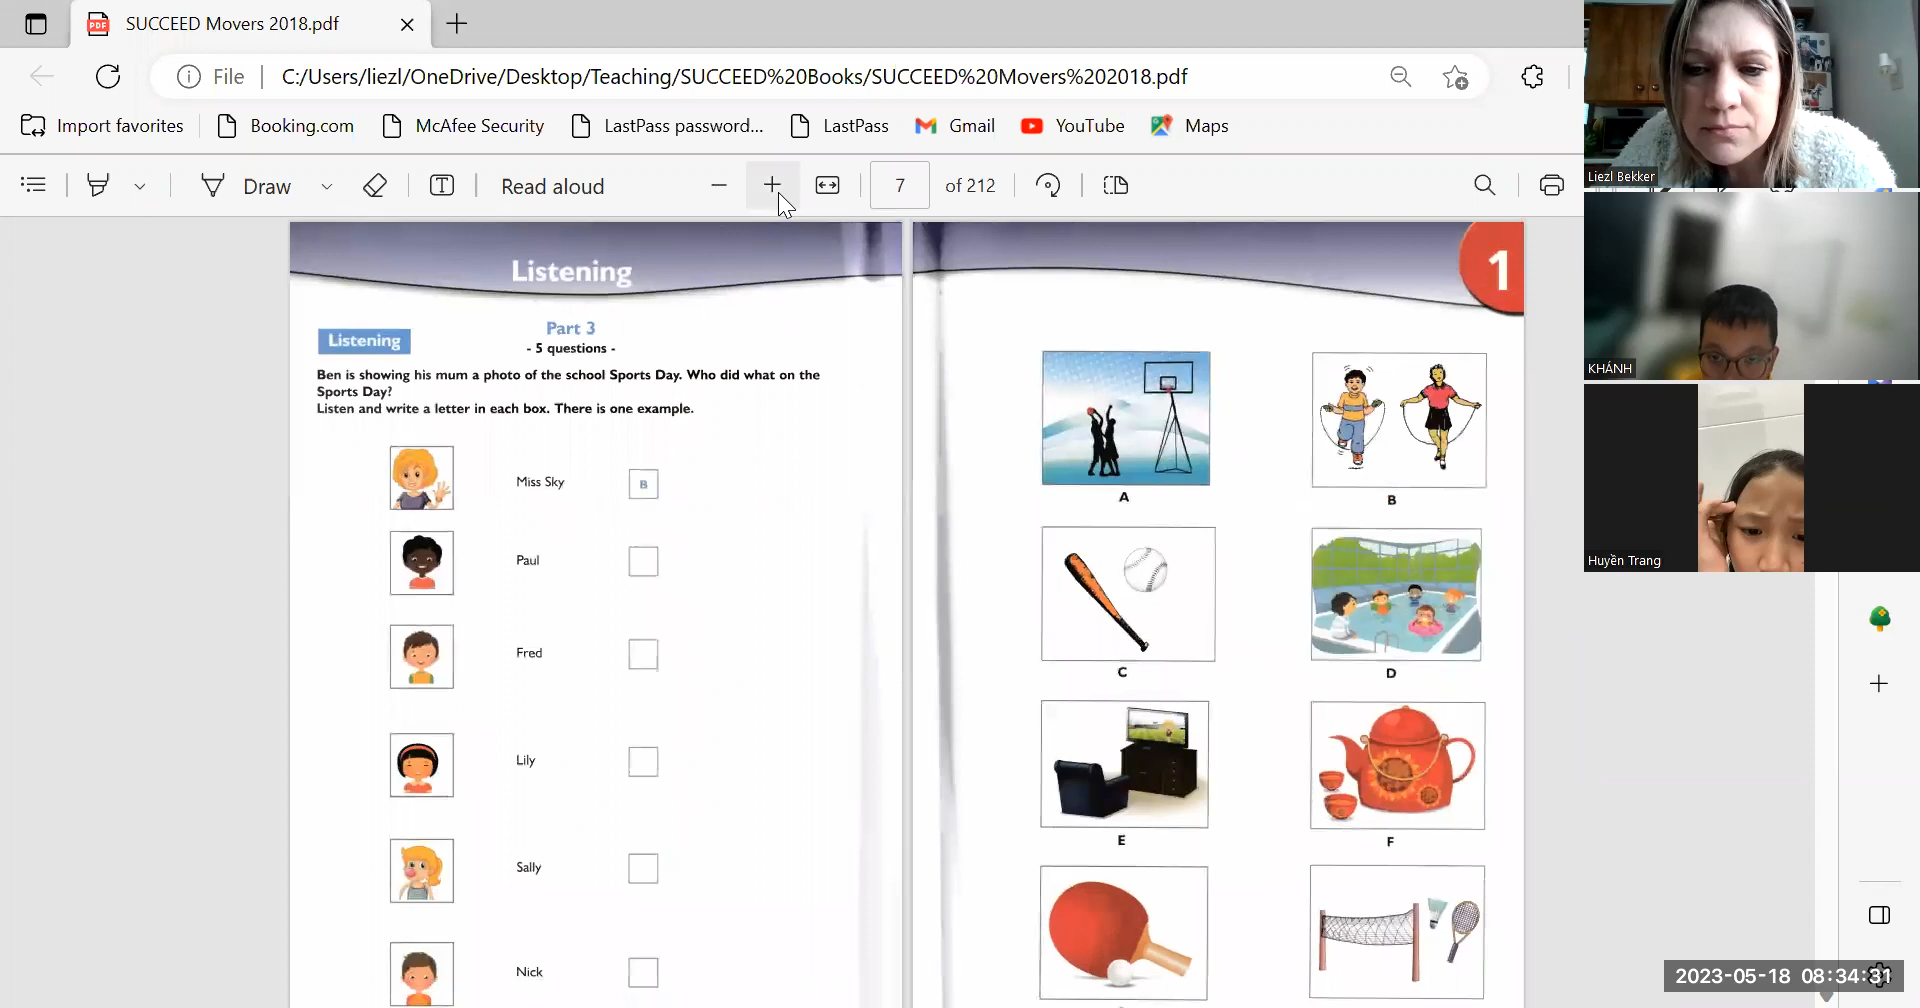 SUCCEED Movers 2018.pdf
File
C:/Users/liezl/OneDrive/Desktop/Teaching/SUCCEED%20Books/SUCCEED%20Movers%202018.pdf
Import favorites
Booking.com
McAfee Security
LastPass password...
LastPass
Gmail
YouTube
Maps
Draw
Read aloud
7
of 212
Listening
1
Listening
Part 3
- 5 questions -
Ben is showing his mum a photo of the school Sports Day. Who did what on the
Sports Day?
Listen and write a letter in each box. There is one example.
Miss Sky
B
Paul
Fred
Lily
Sally
Nick
A
B
C
D
E
F
Liezl Bekker
KHÁNH
Huyền Trang
2023-05-18 08:34:31